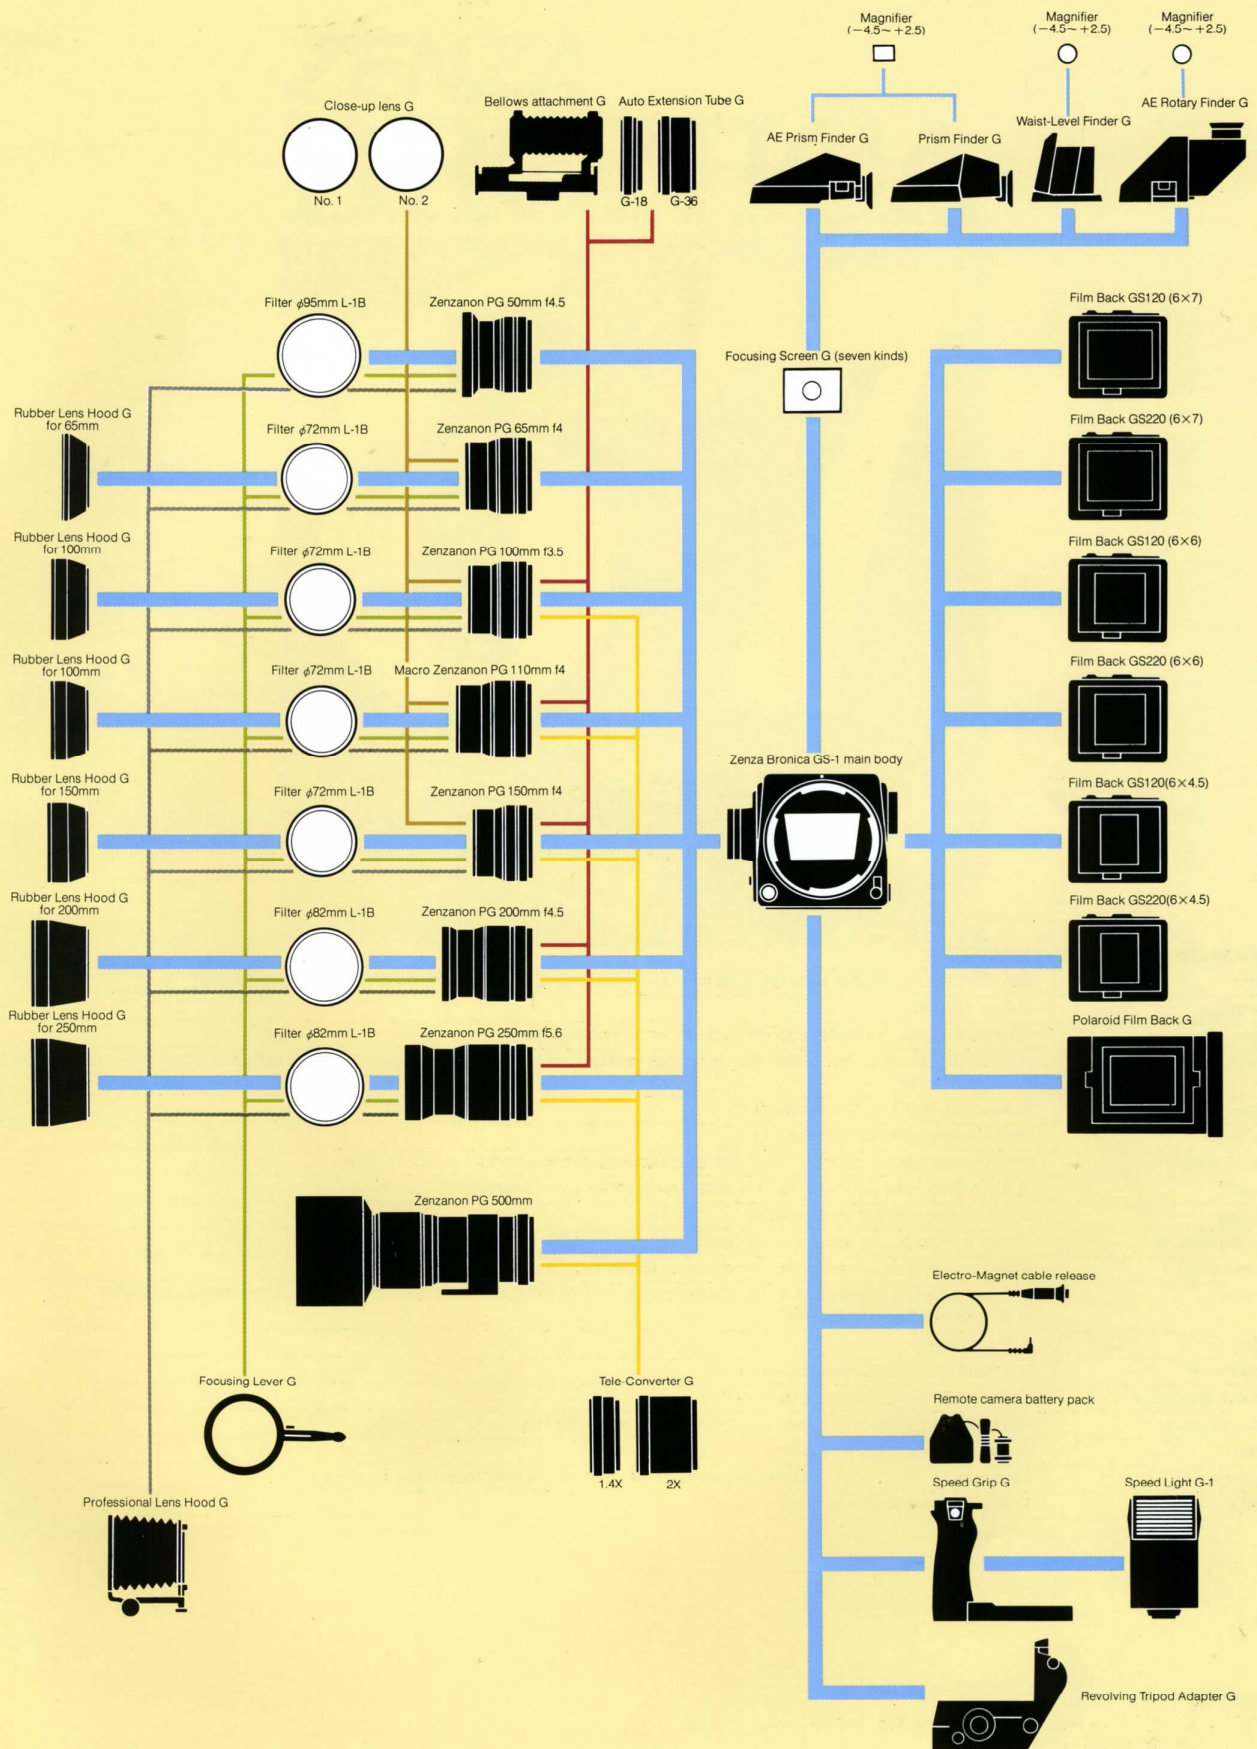 Magnifier
(−4.5~ +2.5)
Magnifier
(−4.5~ +2.5)
Magnifier
(−4.5~ +2.5)
Close-up lens G
No. 1
No. 2
Bellows attachment G
Auto Extension Tube G
G-18
G-36
AE Prism Finder G
Prism Finder G
Waist-Level Finder G
AE Rotary Finder G
Filter φ95mm L-1B
Zenzanon PG 50mm f4.5
Focusing Screen G (seven kinds)
Film Back GS120 (6×7)
Rubber Lens Hood G
for 65mm
Filter φ72mm L-1B
Zenzanon PG 65mm f4
Film Back GS220 (6×7)
Rubber Lens Hood G
for 100mm
Filter φ72mm L-1B
Zenzanon PG 100mm f3.5
Film Back GS120 (6×6)
Rubber Lens Hood G
for 100mm
Filter φ72mm L-1B
Macro Zenzanon PG 110mm f4
Film Back GS220 (6×6)
Zenza Bronica GS-1 main body
Rubber Lens Hood G
for 150mm
Filter φ72mm L-1B
Zenzanon PG 150mm f4
Film Back GS120(6×4.5)
Rubber Lens Hood G
for 200mm
Filter φ82mm L-1B
Zenzanon PG 200mm f4.5
Film Back GS220(6×4.5)
Rubber Lens Hood G
for 250mm
Filter φ82mm L-1B
Zenzanon PG 250mm f5.6
Polaroid Film Back G
Zenzanon PG 500mm
Electro-Magnet cable release
Focusing Lever G
Tele-Converter G
1.4X
2X
Remote camera battery pack
Professional Lens Hood G
Speed Grip G
Speed Light G-1
Revolving Tripod Adapter G